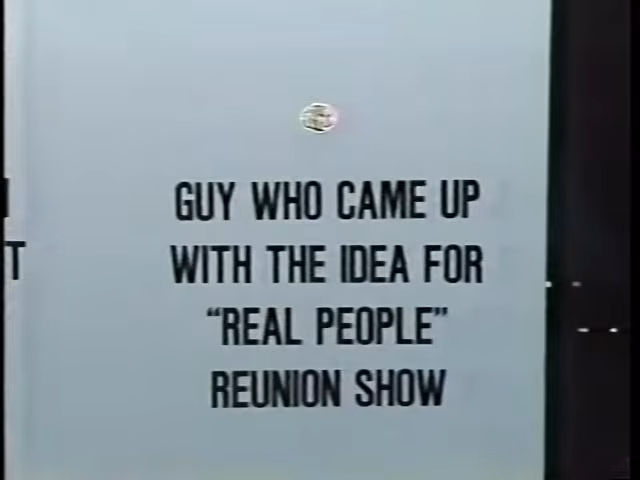 GUY WHO CAME UP
WITH THE IDEA FOR
“REAL PEOPLE”
REUNION SHOW
T